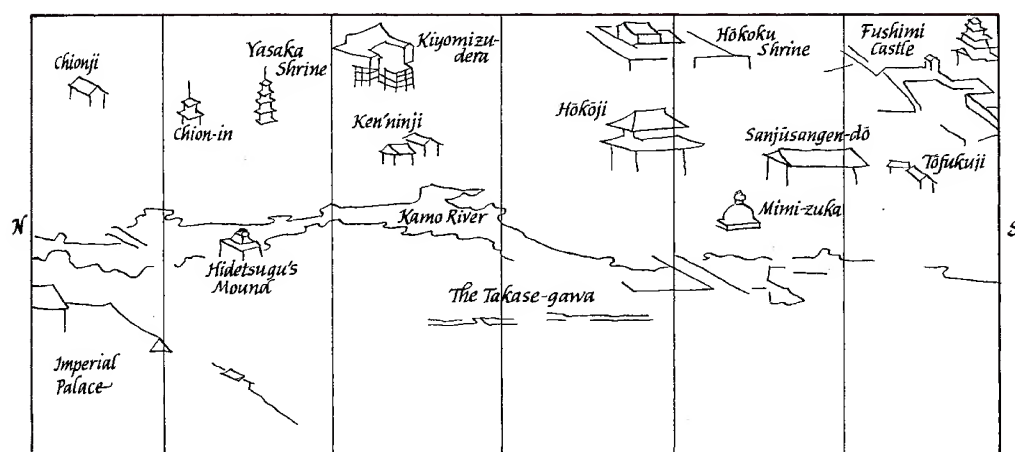 Chionji
Yasaka
Shrine
Chion-in
Kiyomizu-
dera
Ken'ninji
Hōkōji
Hōkoku
Shrine
Fushimi
Castle
Sanjūsangen-dō
Tōfukuji
Mimi-zuka
N
Kamo River
S
Hidetsugu's
Mound
The Takase-gawa
Imperial
Palace